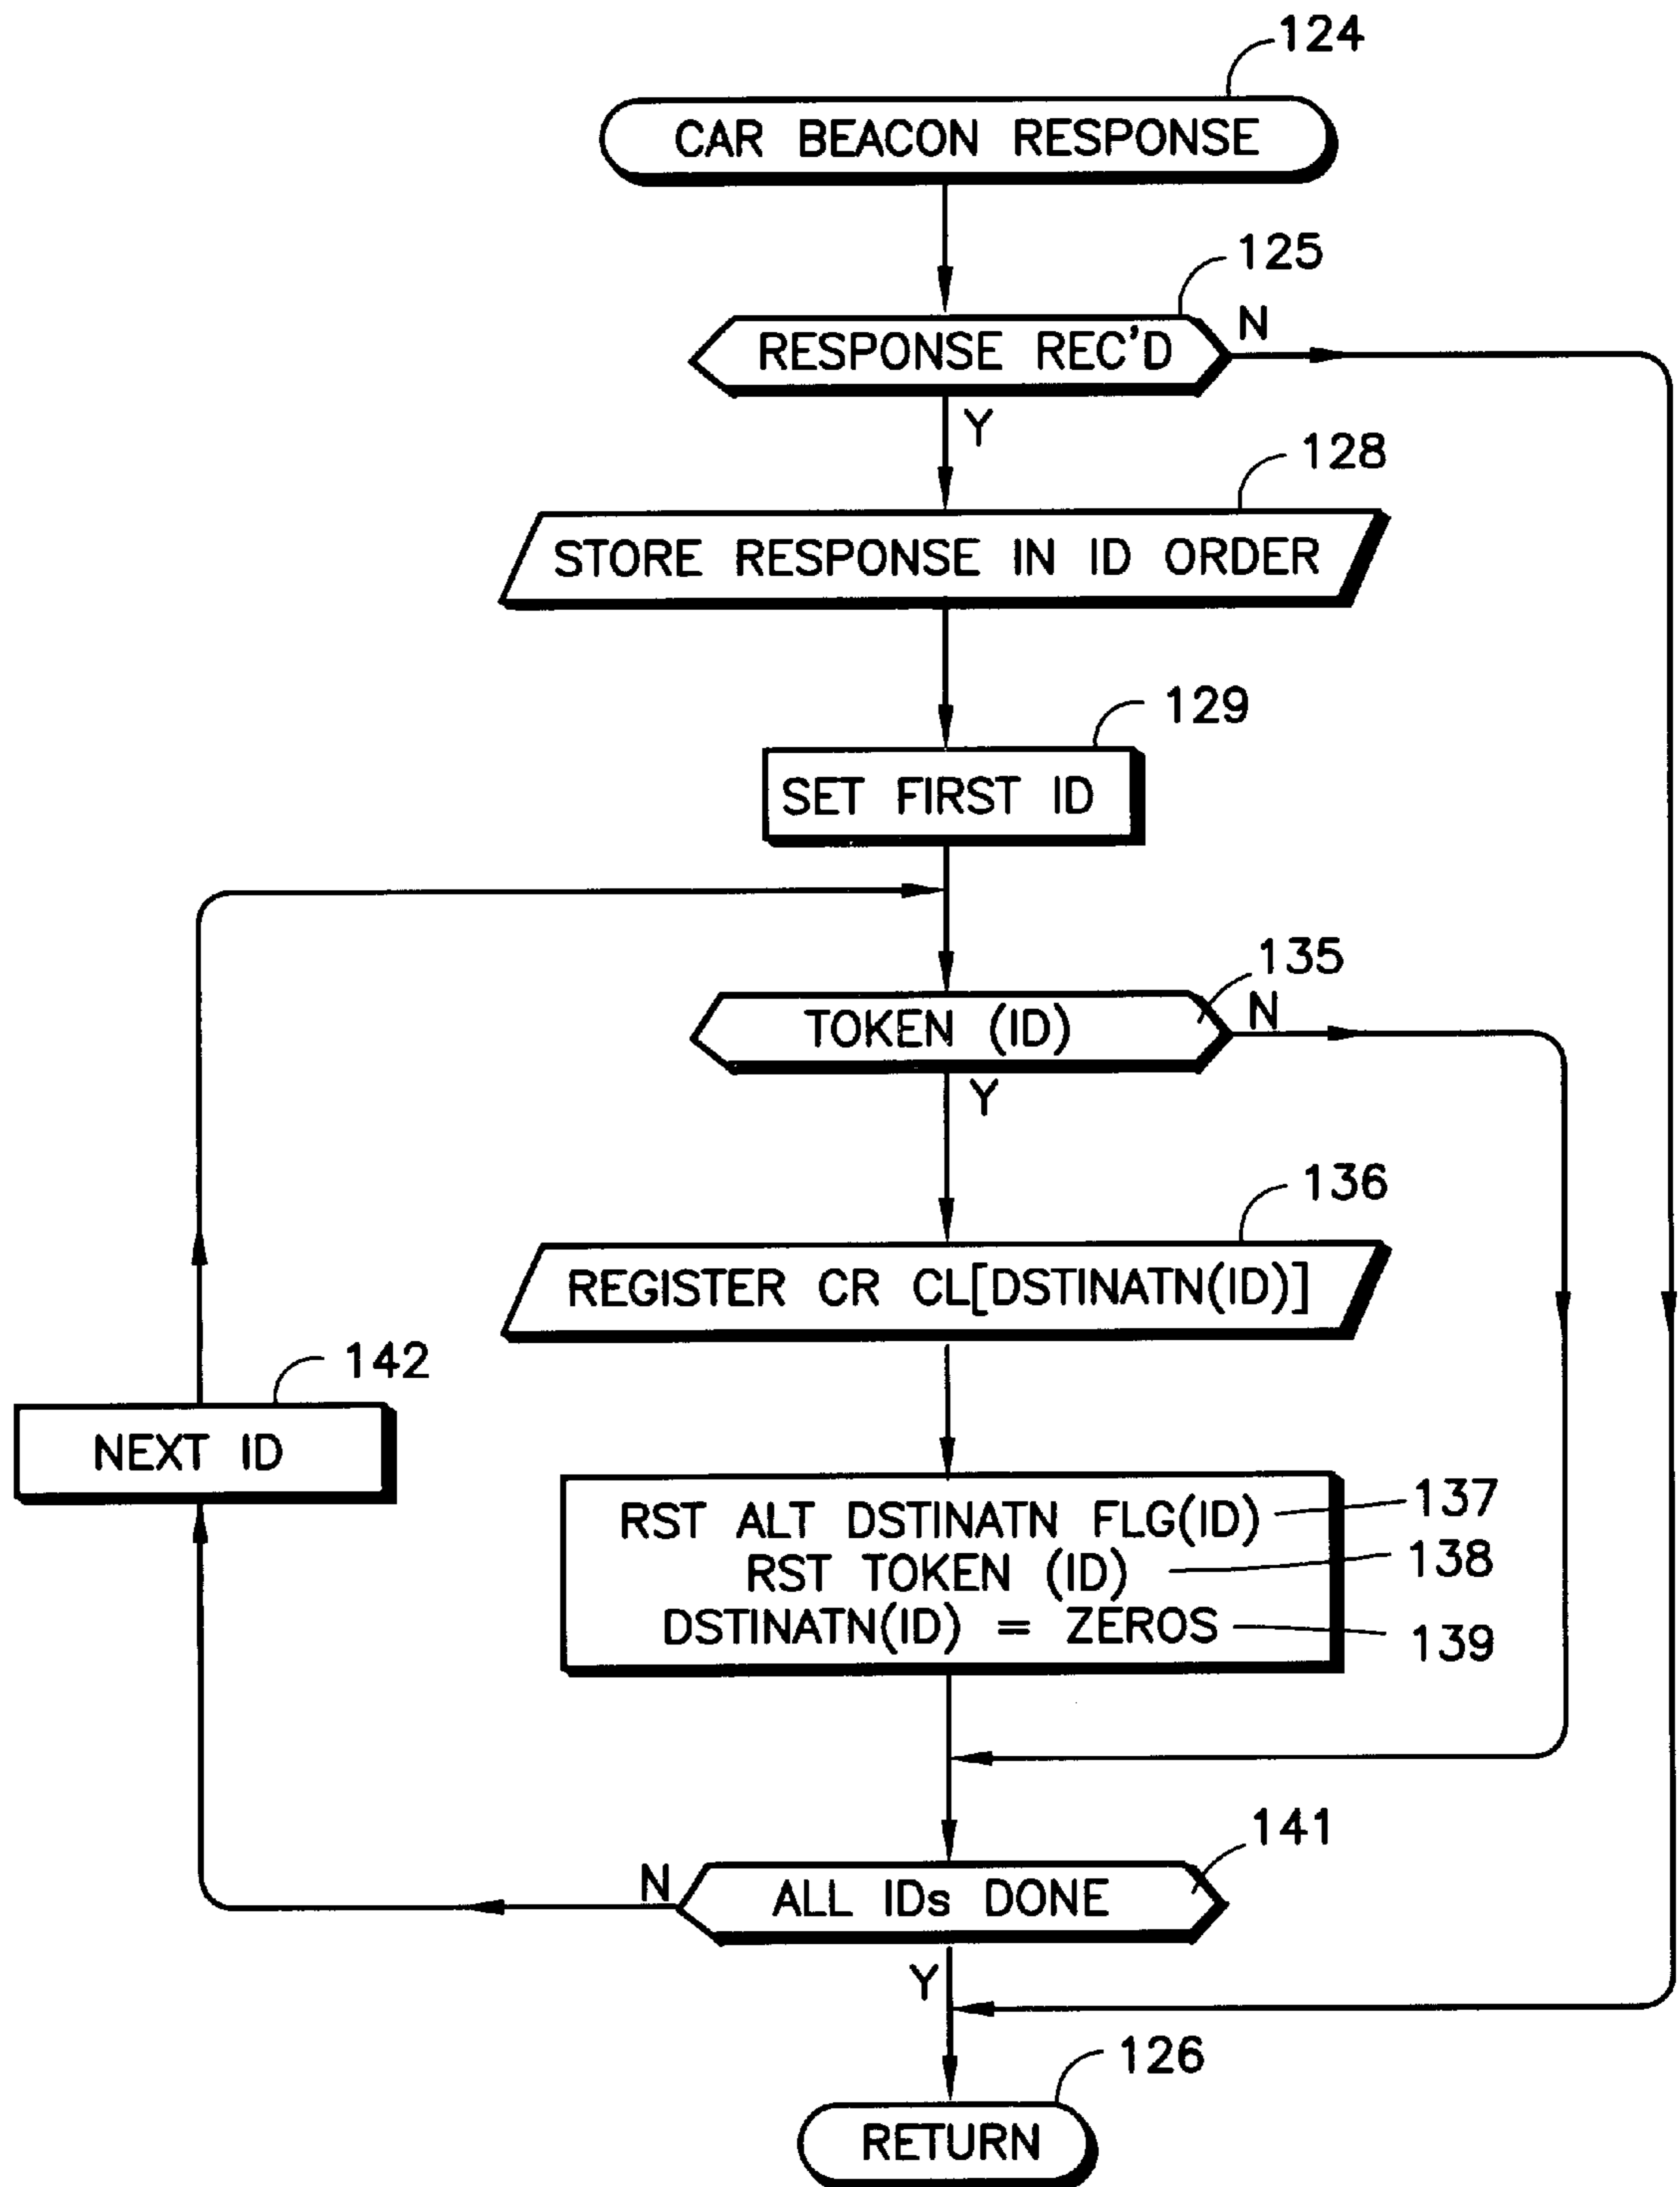 124
CAR BEACON RESPONSE
125
RESPONSE REC'D
N
Y
128
STORE RESPONSE IN ID ORDER
129
SET FIRST ID
135
TOKEN (ID)
N
Y
136
REGISTER CR CL[DSTINATN(ID)]
142
NEXT ID
RST ALT DSTINATN FLG(ID) 137
RST TOKEN (ID) 138
DSTINATN(ID) = ZEROS 139
141
ALL IDs DONE
N
Y
126
RETURN